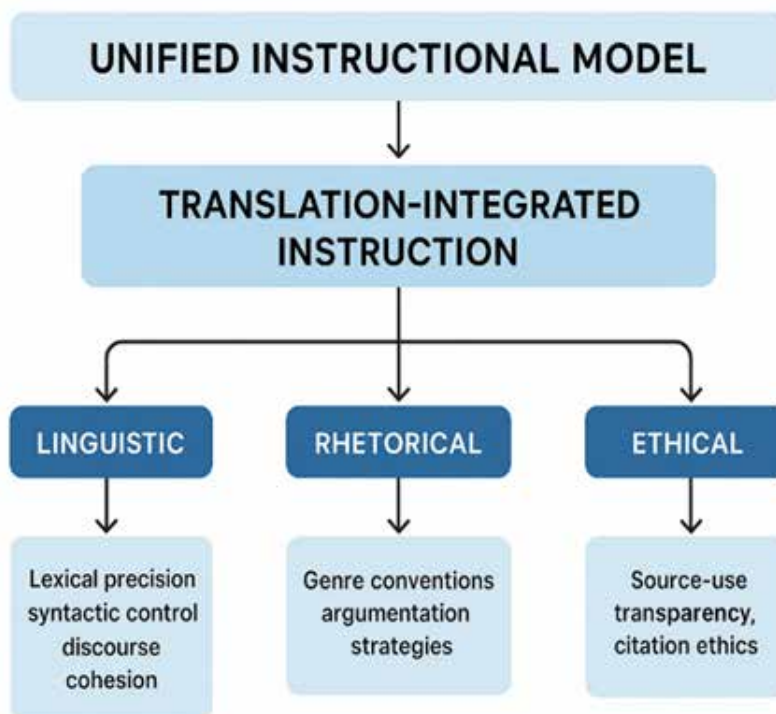 UNIFIED INSTRUCTIONAL MODEL
TRANSLATION-INTEGRATED
INSTRUCTION
LINGUISTIC
Lexical precision
syntactic control
discourse
cohesion
RHETORICAL
Genre conventions
argumentation
strategies
ETHICAL
Source-use
transparency,
citation ethics